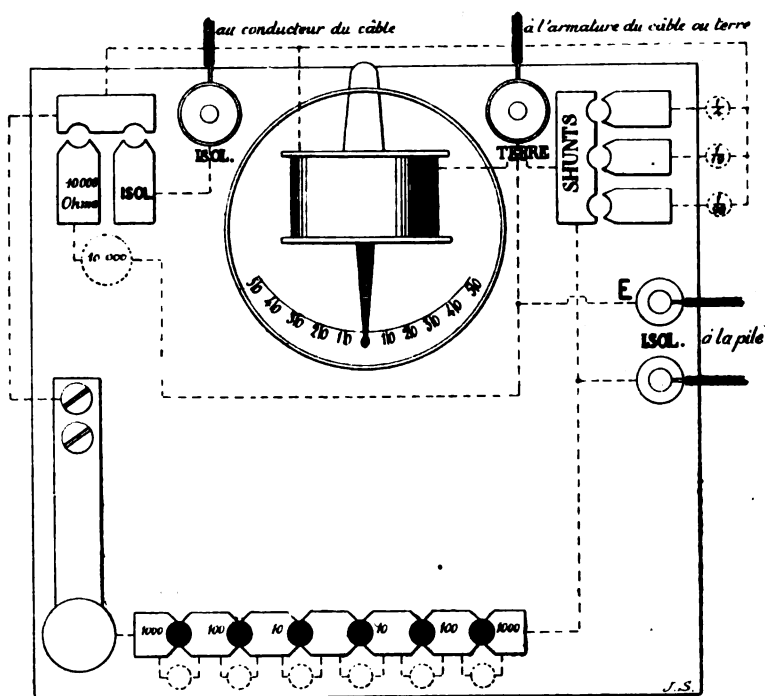 au conducteur du câble
à l'armature du câble ou terre
ISOL.
TERRE
SHUNTS
10000
Ohms
ISOL.
10 000
50 40 30 20 10 10 20 30 40 50
E
ISOL. à la pile
1000 100 10 10 100 1000
J.S.